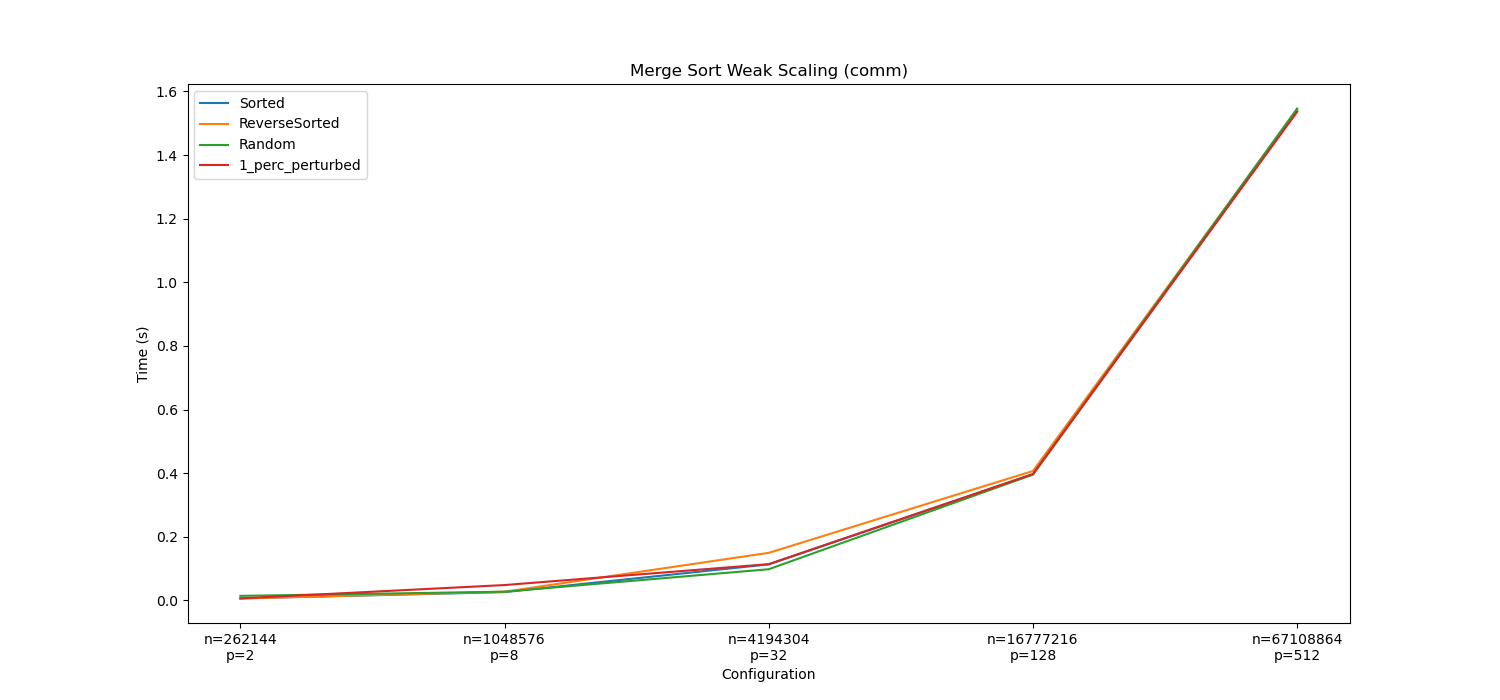 Merge Sort Weak Scaling (comm)
Sorted
ReverseSorted
Random
1_perc_perturbed
Time (s)
1.6
1.4
1.2
1.0
0.8
0.6
0.4
0.2
0.0
n=262144
p=2
n=1048576
p=8
n=4194304
p=32
n=16777216
p=128
n=67108864
p=512
Configuration